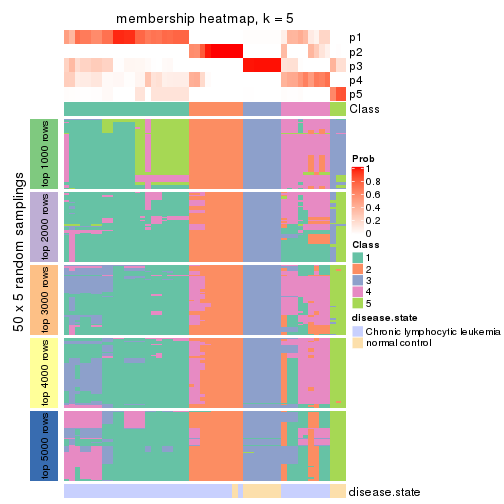 membership heatmap, k = 5
p1
p2
p3
p4
p5
Class
50 x 5 random samplings
top 1000 rows
top 2000 rows
top 3000 rows
top 4000 rows
top 5000 rows
disease.state
Prob
1
0.8
0.6
0.4
0.2
0
Class
1
2
3
4
5
disease.state
Chronic lymphocytic leukemia
normal control